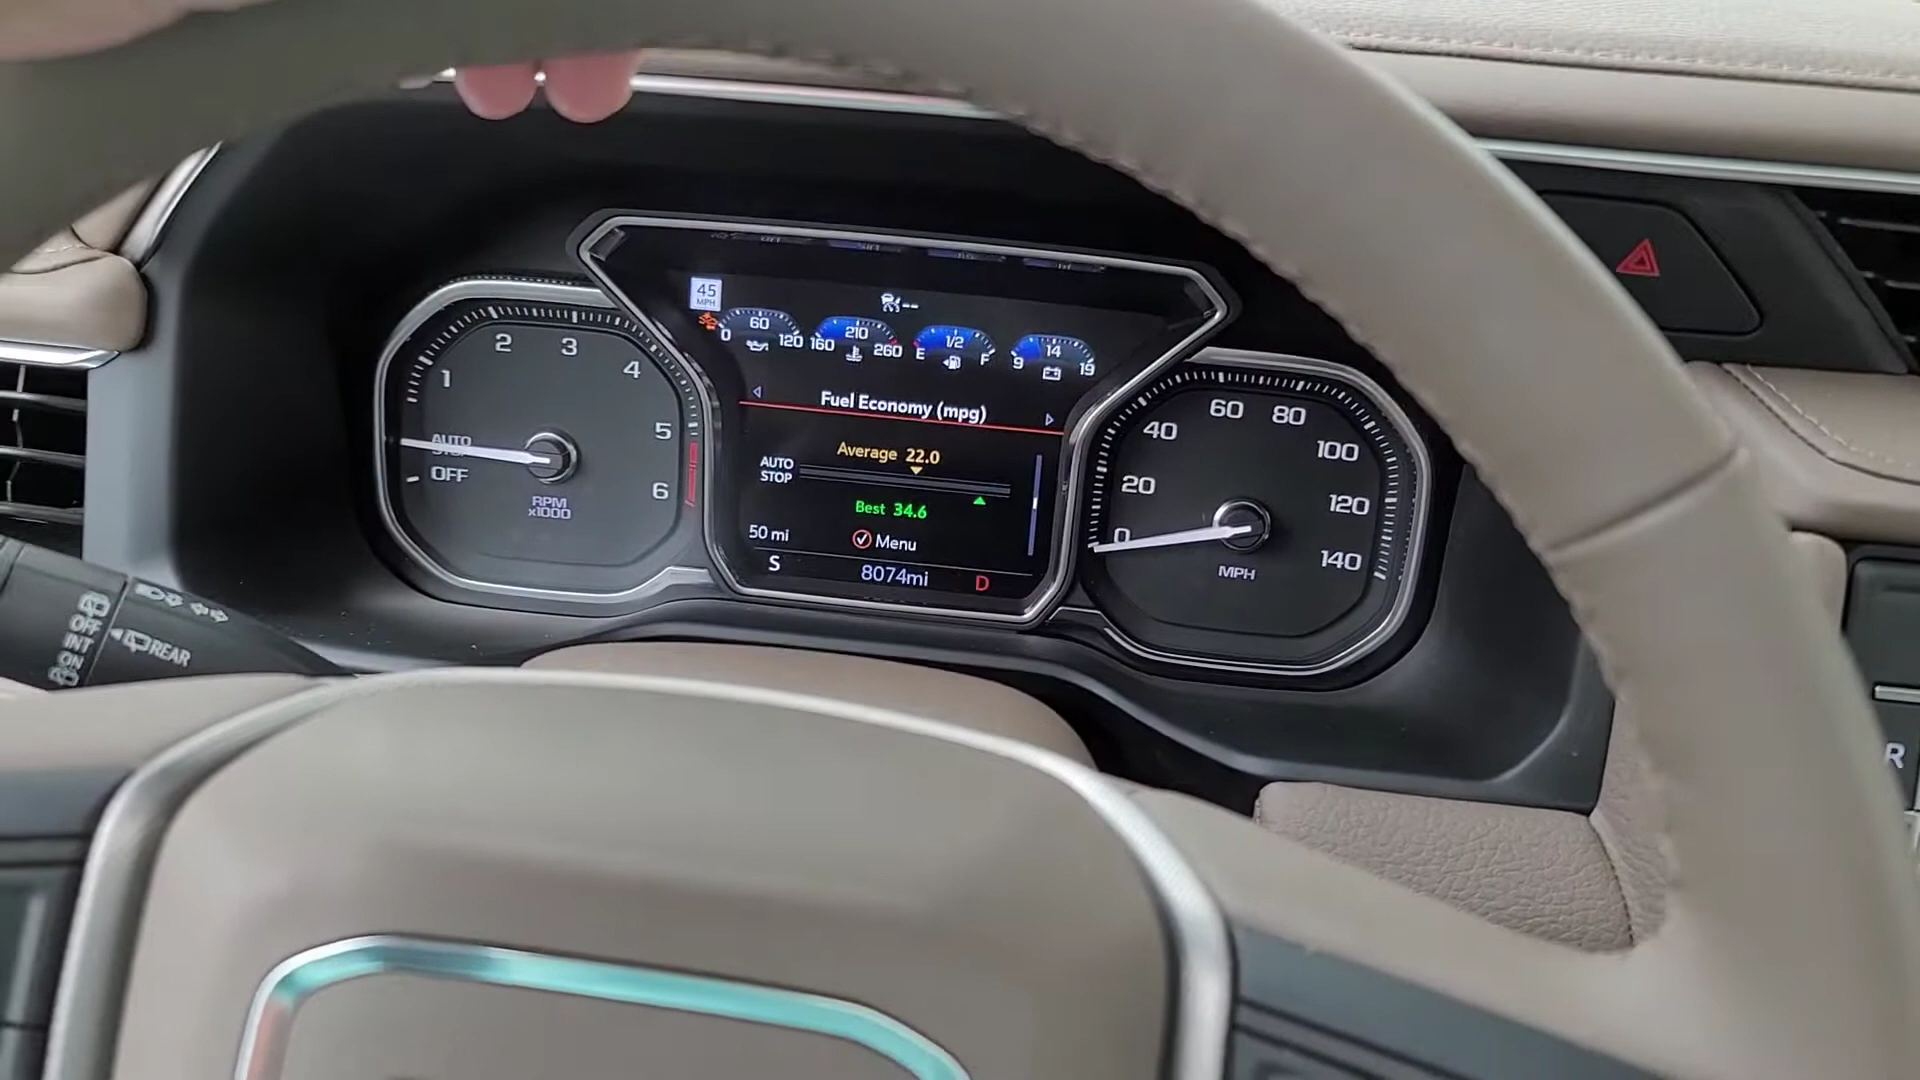 45
MPH
--
60
0 120
210
160 260
1/2
E F
14
9 19
Fuel Economy (mpg)
Average 22.0
AUTO
STOP
Best 34.6
50 mi
Menu
S 8074mi D
1 2 3 4 5 6
AUTO
STOP
OFF
RPM
x1000
0 20 40 60 80 100 120 140
MPH
OFF
INT
ON
REAR
R